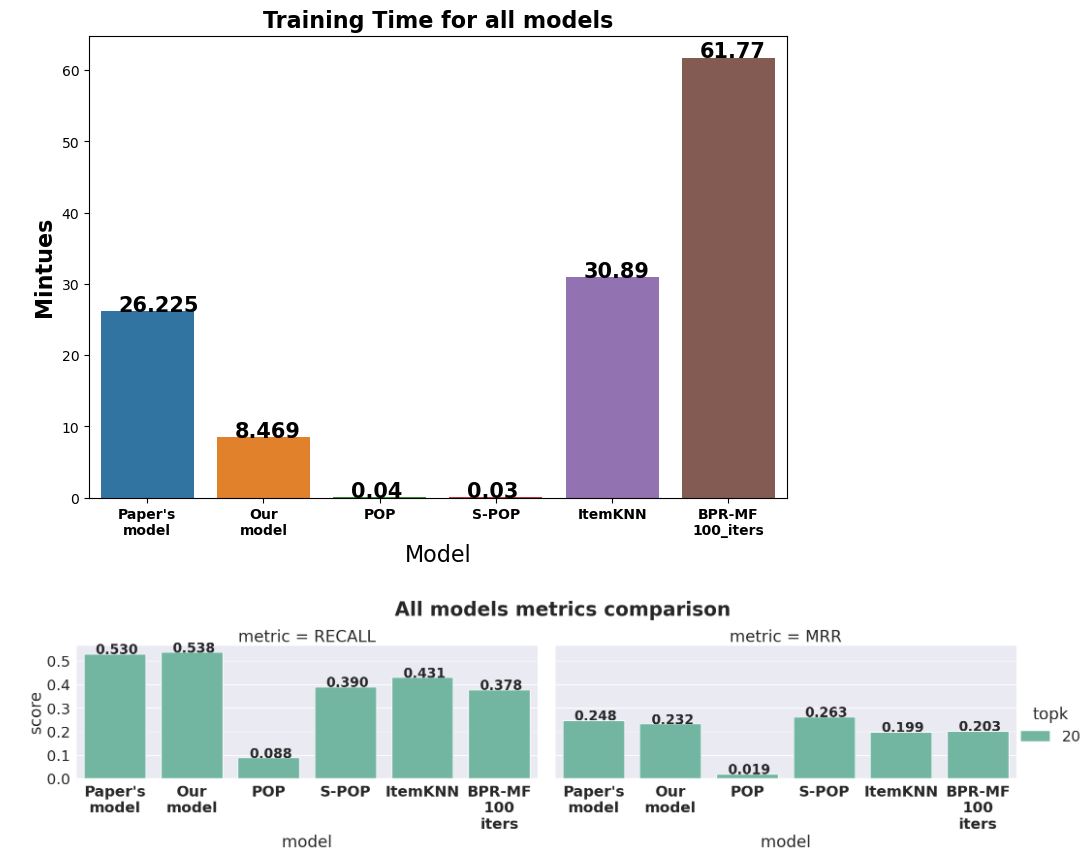 Training Time for all models
61.77
60
50
40
Mintues
30.89
30
26.225
20
10
8.469
0.04
0.03
0
Paper's
model
Our
model
POP
S-POP
ItemKNN
BPR-MF
100_iters
Model
All models metrics comparison
metric = RECALL
0.530
0.538
0.088
0.390
0.431
0.378
0.5
0.4
0.3
0.2
0.1
0.0
score
Paper's
model
Our
model
POP
S-POP
ItemKNN
BPR-MF
100
iters
model
metric = MRR
0.248
0.232
0.019
0.263
0.199
0.203
Paper's
model
Our
model
POP
S-POP
ItemKNN
BPR-MF
100
iters
model
topk
20